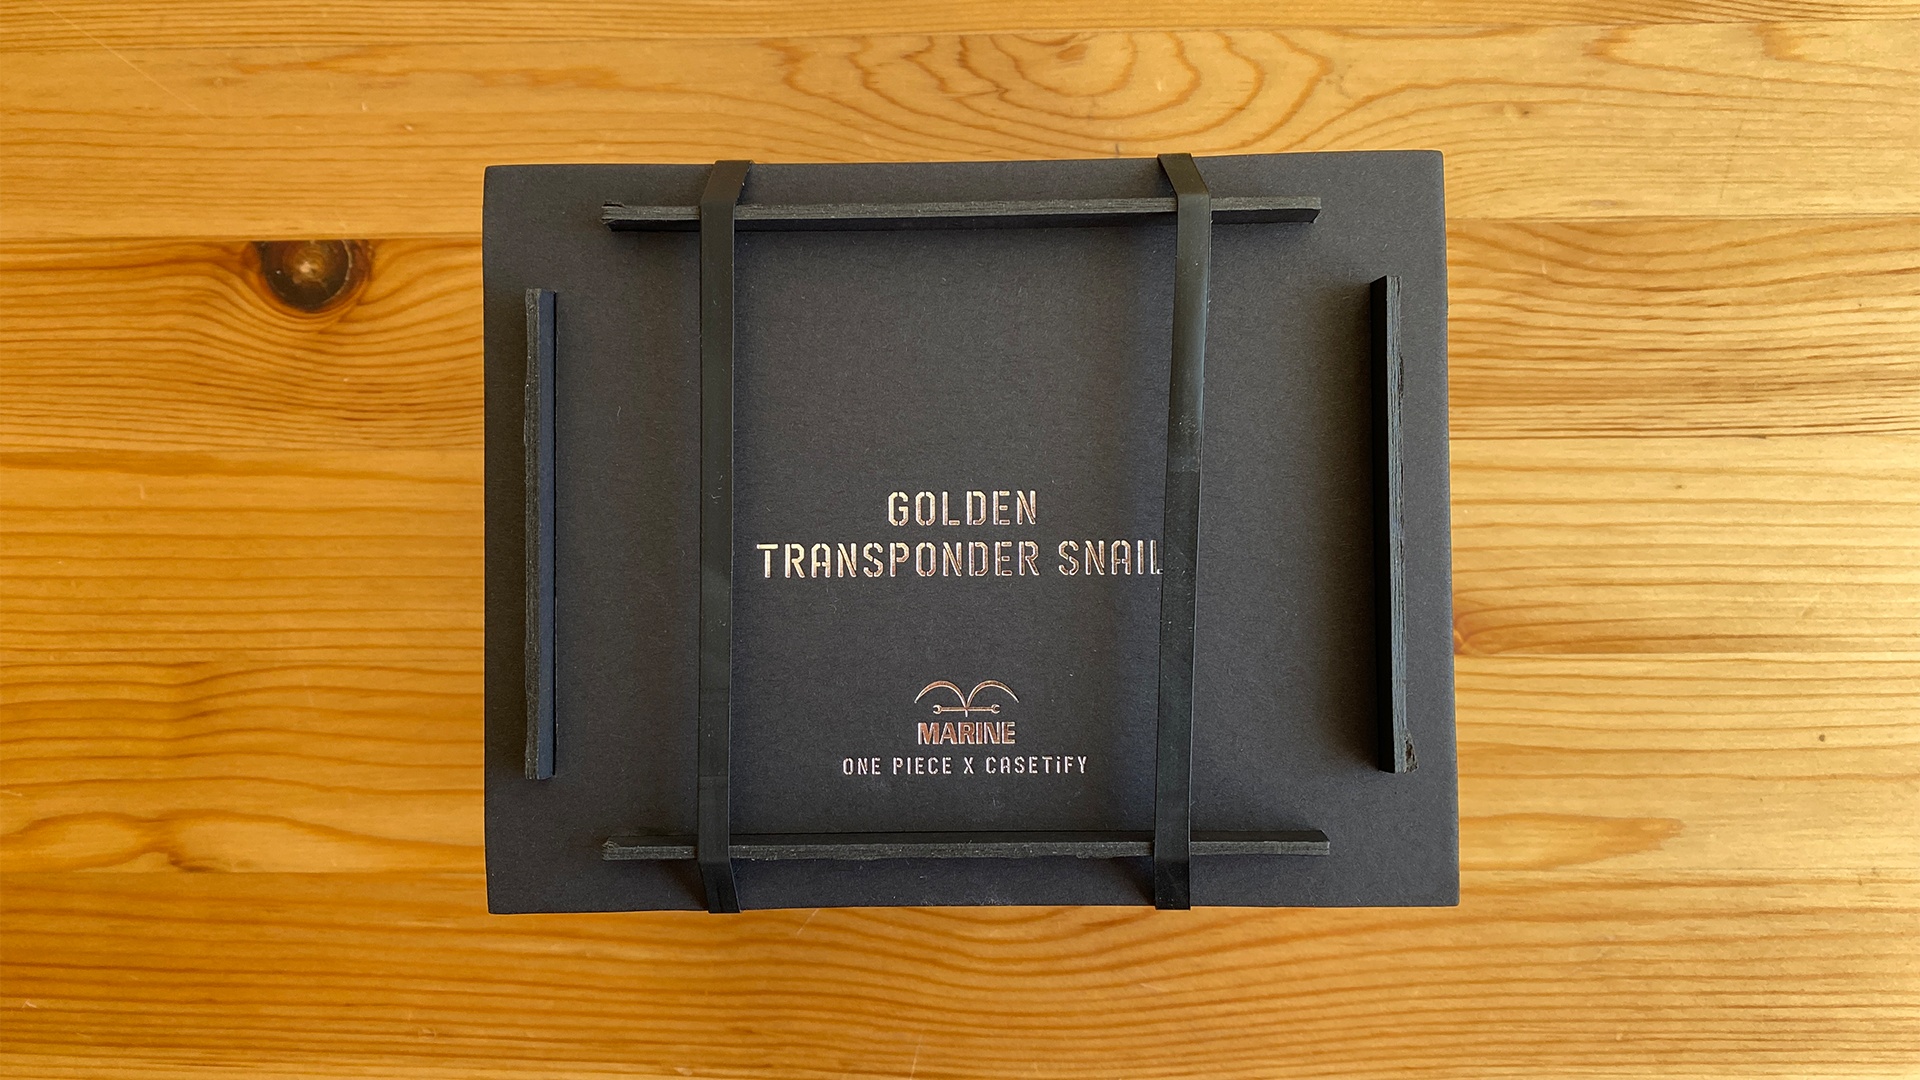 GOLDEN
TRANSPONDER SNAIL
MARINE
ONE PIECE X CASETiFY